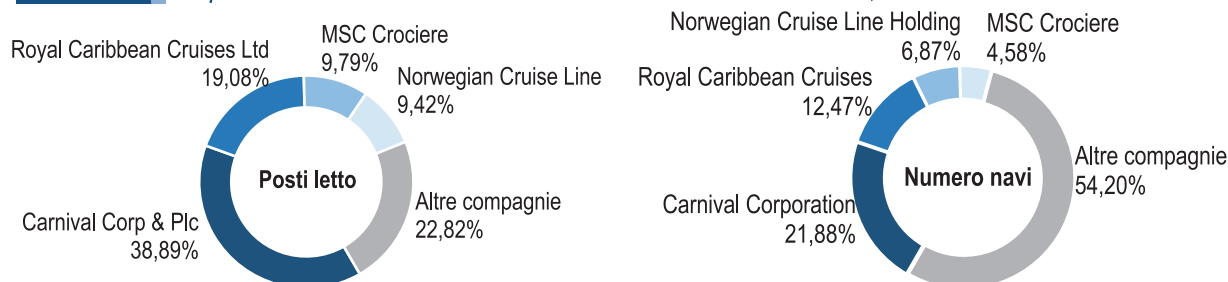 Royal Caribbean Cruises Ltd
19,08%
MSC Crociere
9,79%
Norwegian Cruise Line
9,42%
Posti letto
Carnival Corp & Plc
38,89%
Altre compagnie
22,82%
Norwegian Cruise Line Holding
6,87%
MSC Crociere
4,58%
Royal Caribbean Cruises
12,47%
Numero navi
Altre compagnie
54,20%
Carnival Corporation
21,88%